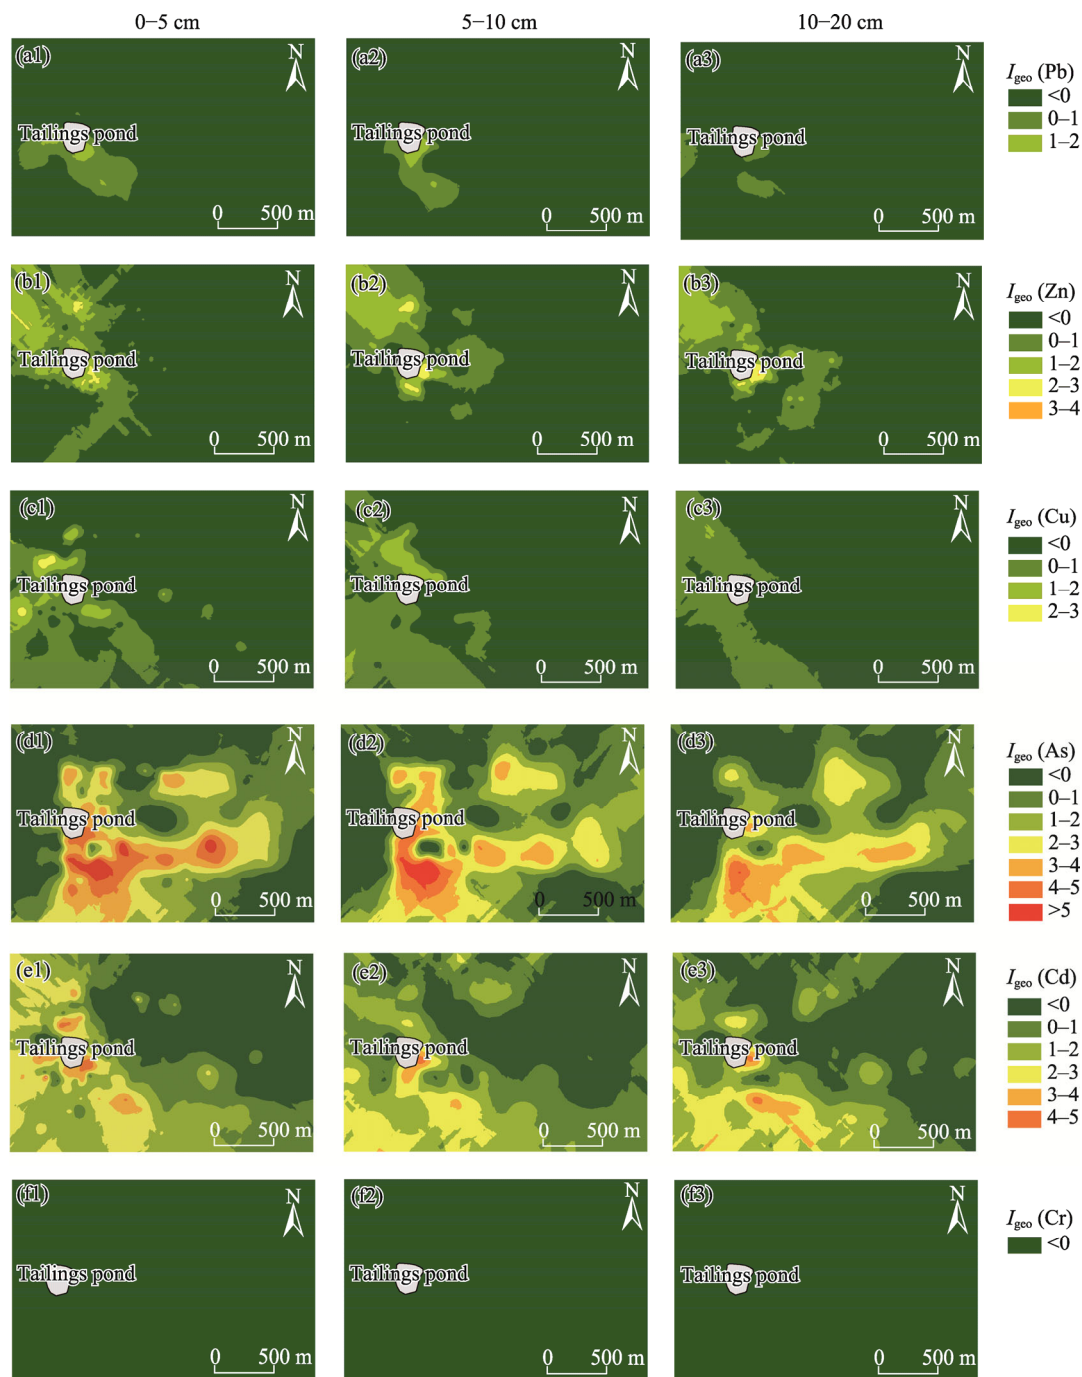 0−5 cm
5−10 cm
10−20 cm
(a1)
N
Tailings pond
0 500 m
(a2)
N
Tailings pond
0 500 m
(a3)
N
Tailings pond
0 500 m
Igeo (Pb)
<0
0–1
1–2
(b1)
N
Tailings pond
0 500 m
(b2)
N
Tailings pond
0 500 m
(b3)
N
Tailings pond
0 500 m
Igeo (Zn)
<0
0–1
1–2
2–3
3–4
(c1)
N
Tailings pond
0 500 m
(c2)
N
Tailings pond
0 500 m
(c3)
N
Tailings pond
0 500 m
Igeo (Cu)
<0
0–1
1–2
2–3
(d1)
N
Tailings pond
0 500 m
(d2)
N
Tailings pond
0 500 m
(d3)
N
Tailings pond
0 500 m
Igeo (As)
<0
0–1
1–2
2–3
3–4
4–5
>5
(e1)
N
Tailings pond
0 500 m
(e2)
N
Tailings pond
0 500 m
(e3)
N
Tailings pond
0 500 m
Igeo (Cd)
<0
0–1
1–2
2–3
3–4
4–5
(f1)
N
Tailings pond
0 500 m
(f2)
N
Tailings pond
0 500 m
(f3)
N
Tailings pond
0 500 m
Igeo (Cr)
<0